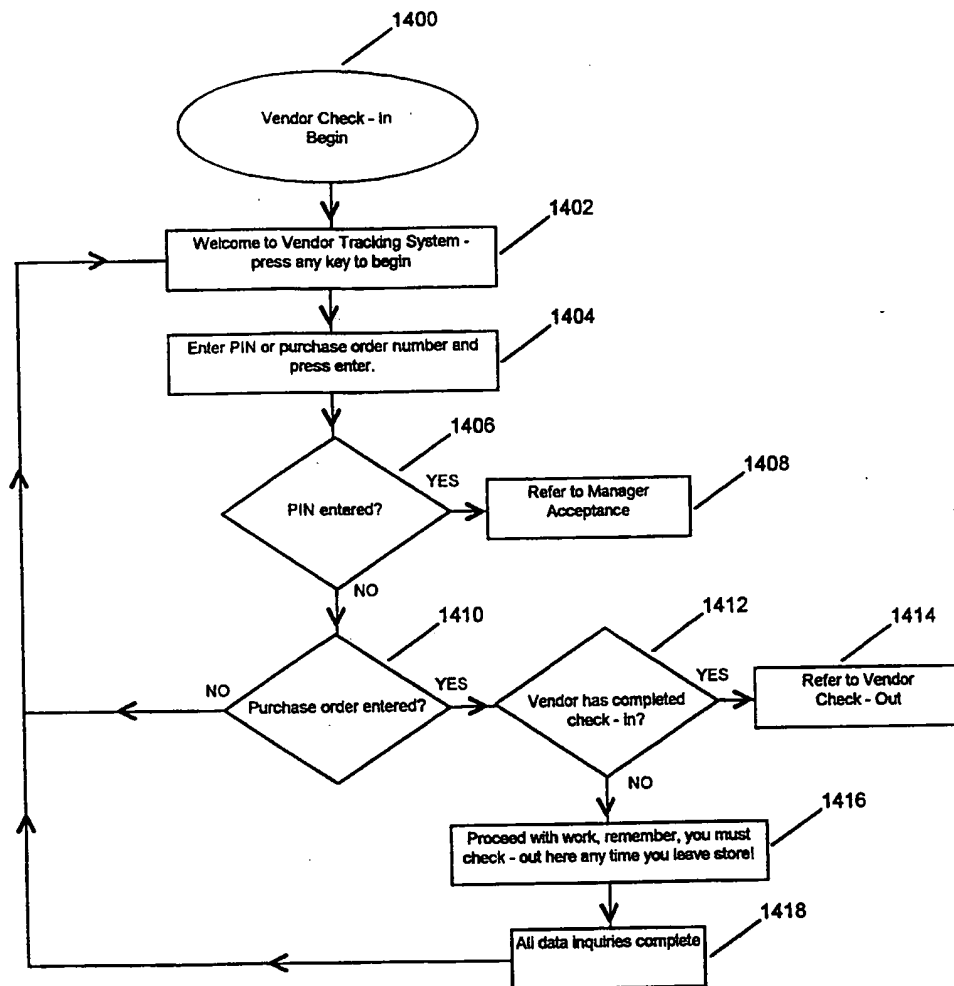 1400
Vendor Check - In
Begin
1402
Welcome to Vendor Tracking System -
press any key to begin
1404
Enter PIN or purchase order number and
press enter.
1406
YES
1408
PIN entered?
Refer to Manager
Acceptance
NO
1410
1412
1414
NO
YES
YES
Purchase order entered?
Vendor has completed
check - in?
Refer to Vendor
Check - Out
NO
1416
Proceed with work, remember, you must
check - out here any time you leave store!
1418
All data inquiries complete